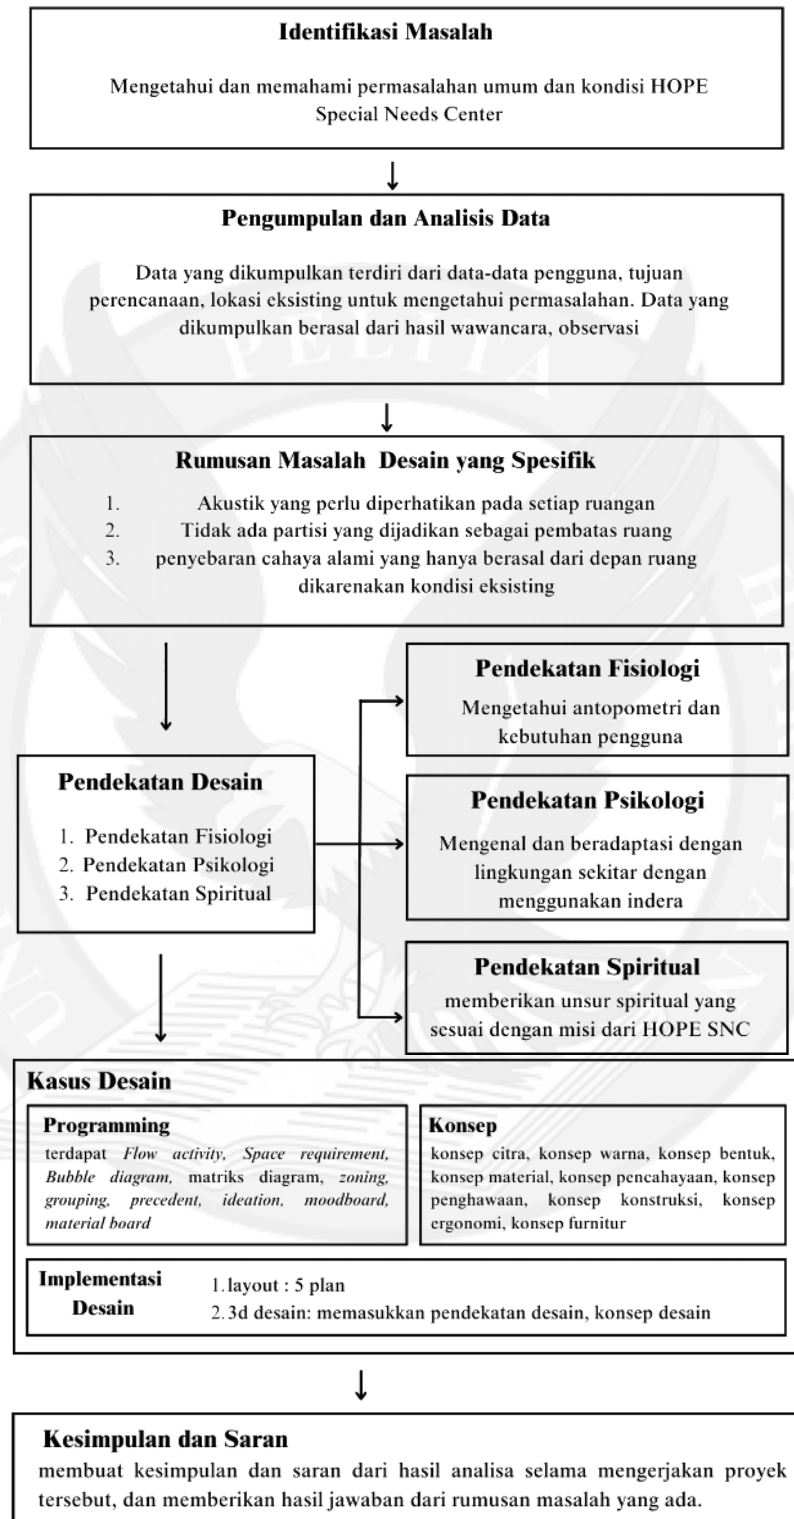 Identifikasi Masalah
Mengetahui dan memahami permasalahan umum dan kondisi HOPE
Special Needs Center
Pengumpulan dan Analisis Data
Data yang dikumpulkan terdiri dari data-data pengguna, tujuan
perencanaan, lokasi eksisting untuk mengetahui permasalahan. Data yang
dikumpulkan berasal dari hasil wawancara, observasi
Rumusan Masalah Desain yang Spesifik
1. Akustik yang perlu diperhatikan pada setiap ruangan
2. Tidak ada partisi yang dijadikan sebagai pembatas ruang
3. penyebaran cahaya alami yang hanya berasal dari depan ruang
dikarenakan kondisi eksisting
Pendekatan Desain
1. Pendekatan Fisiologi
2. Pendekatan Psikologi
3. Pendekatan Spiritual
Pendekatan Fisiologi
Mengetahui antopometri dan
kebutuhan pengguna
Pendekatan Psikologi
Mengenal dan beradaptasi dengan
lingkungan sekitar dengan
menggunakan indera
Pendekatan Spiritual
memberikan unsur spiritual yang
sesuai dengan misi dari HOPE SNC
Kasus Desain
Programming
terdapat Flow activity, Space requirement,
Bubble diagram, matriks diagram, zoning,
grouping, precedent, ideation, moodboard,
material board
Konsep
konsep citra, konsep warna, konsep bentuk,
konsep material, konsep pencahayaan, konsep
penghawaan, konsep konstruksi, konsep
ergonomi, konsep furnitur
Implementasi
Desain
1. layout : 5 plan
2. 3d desain: memasukkan pendekatan desain, konsep desain
Kesimpulan dan Saran
membuat kesimpulan dan saran dari hasil analisa selama mengerjakan proyek
tersebut, dan memberikan hasil jawaban dari rumusan masalah yang ada.
PELITA